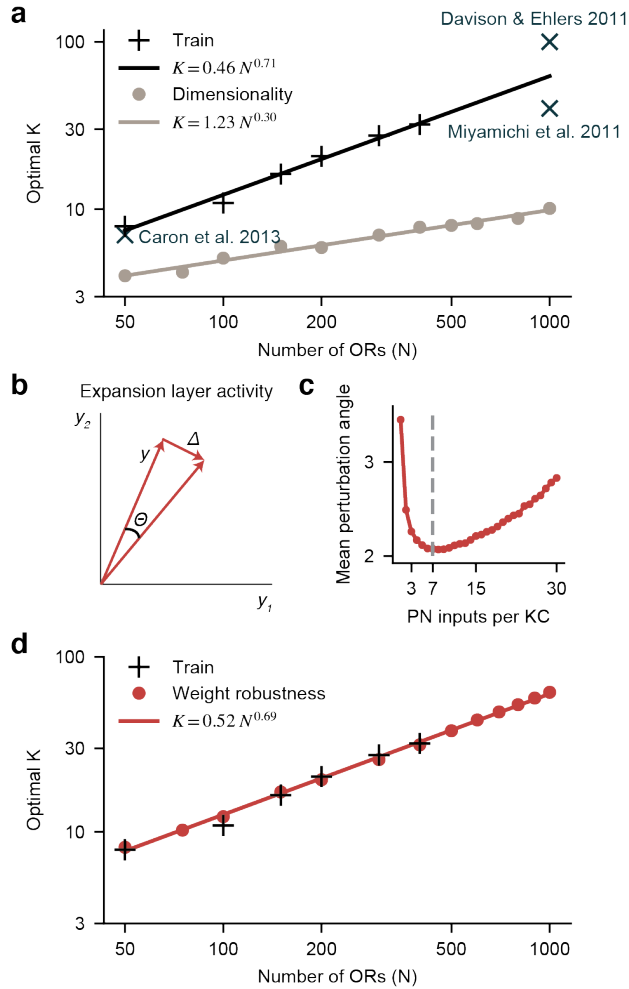 a
Davison & Ehlers 2011
100
Train
K = 0.46 N^0.71
Dimensionality
K = 1.23 N^0.30
30
Miyamichi et al. 2011
Optimal K
10
Caron et al. 2013
3
50 100 200 500 1000
Number of ORs (N)
b
Expansion layer activity
y2
y
Δ
Θ
y1
c
Mean perturbation angle
3
2
3 7 15 30
PN inputs per KC
d
100
Train
Weight robustness
K = 0.52 N^0.69
30
Optimal K
10
3
50 100 200 500 1000
Number of ORs (N)